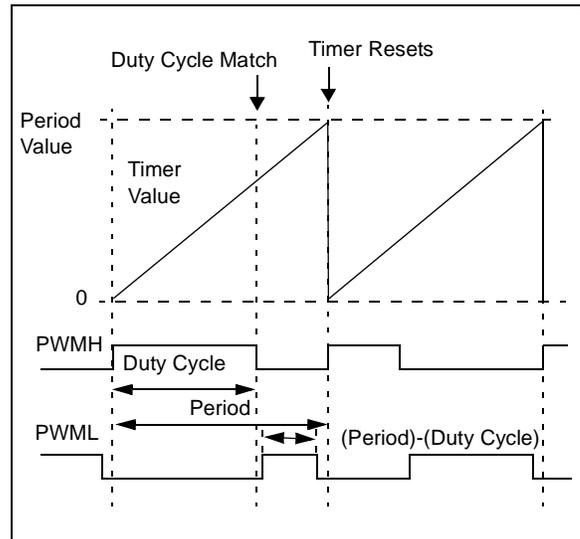 Timer Resets
Duty Cycle Match
Period
Value
Timer
Value
0
PWMH
Duty Cycle
Period
PWML
(Period)-(Duty Cycle)